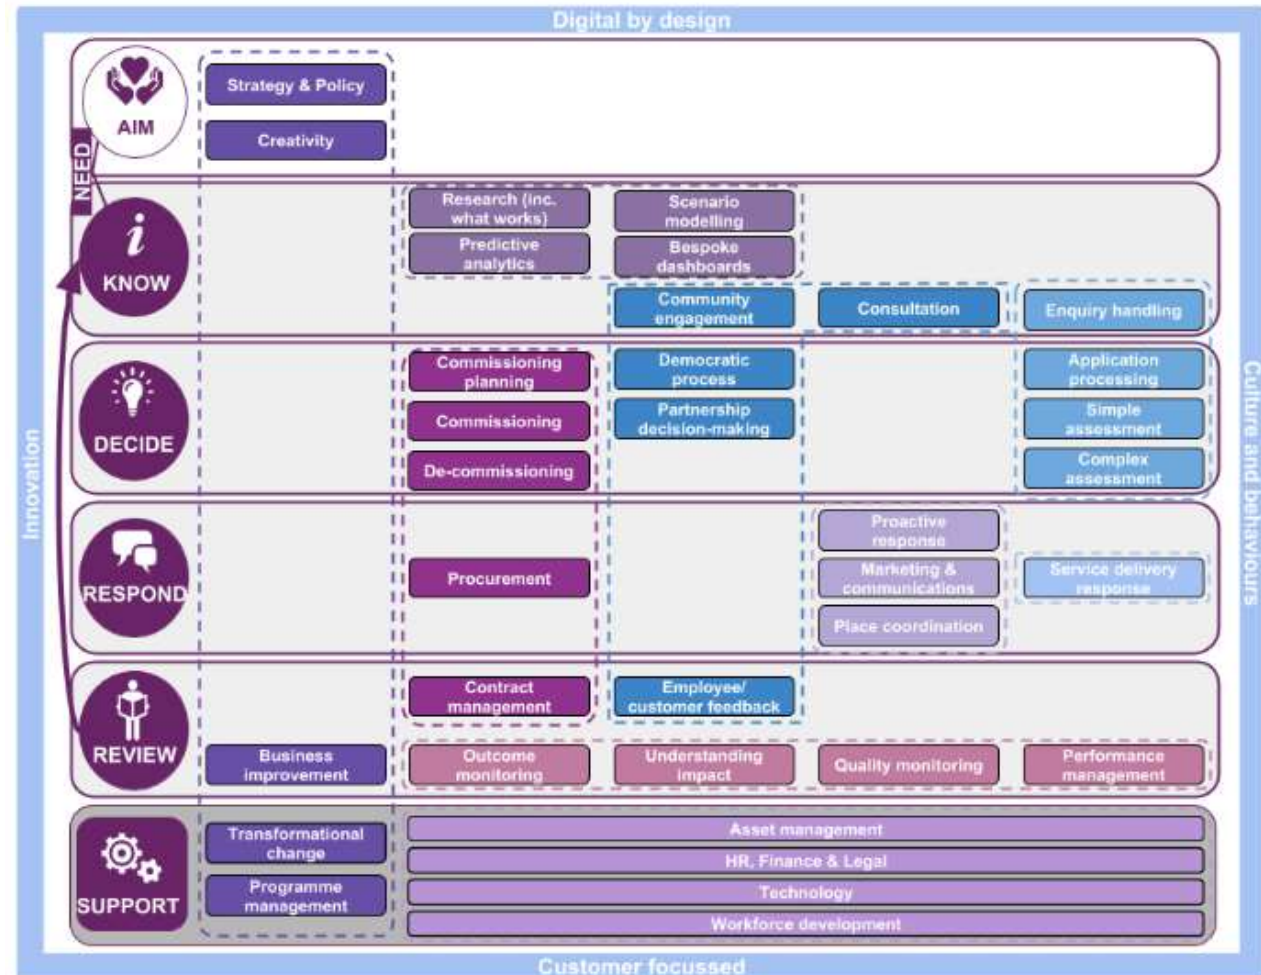 Digital by design
AIM
Strategy & Policy
Creativity
NEED
KNOW
Research (inc.
what works)
Scenario
modelling
Predictive
analytics
Bespoke
dashboards
Community
engagement
Consultation
Enquiry handling
DECIDE
Commissioning
planning
Democratic
process
Application
processing
Commissioning
Partnership
decision-making
Simple
assessment
De-commissioning
Complex
assessment
Innovation
Culture and behaviours
RESPOND
Proactive
response
Procurement
Marketing &
communications
Service delivery
response
Place coordination
REVIEW
Contract
management
Employee/
customer feedback
Business
improvement
Outcome
monitoring
Understanding
impact
Quality monitoring
Performance
management
SUPPORT
Transformational
change
Programme
management
Asset management
HR, Finance & Legal
Technology
Workforce development
Customer focussed